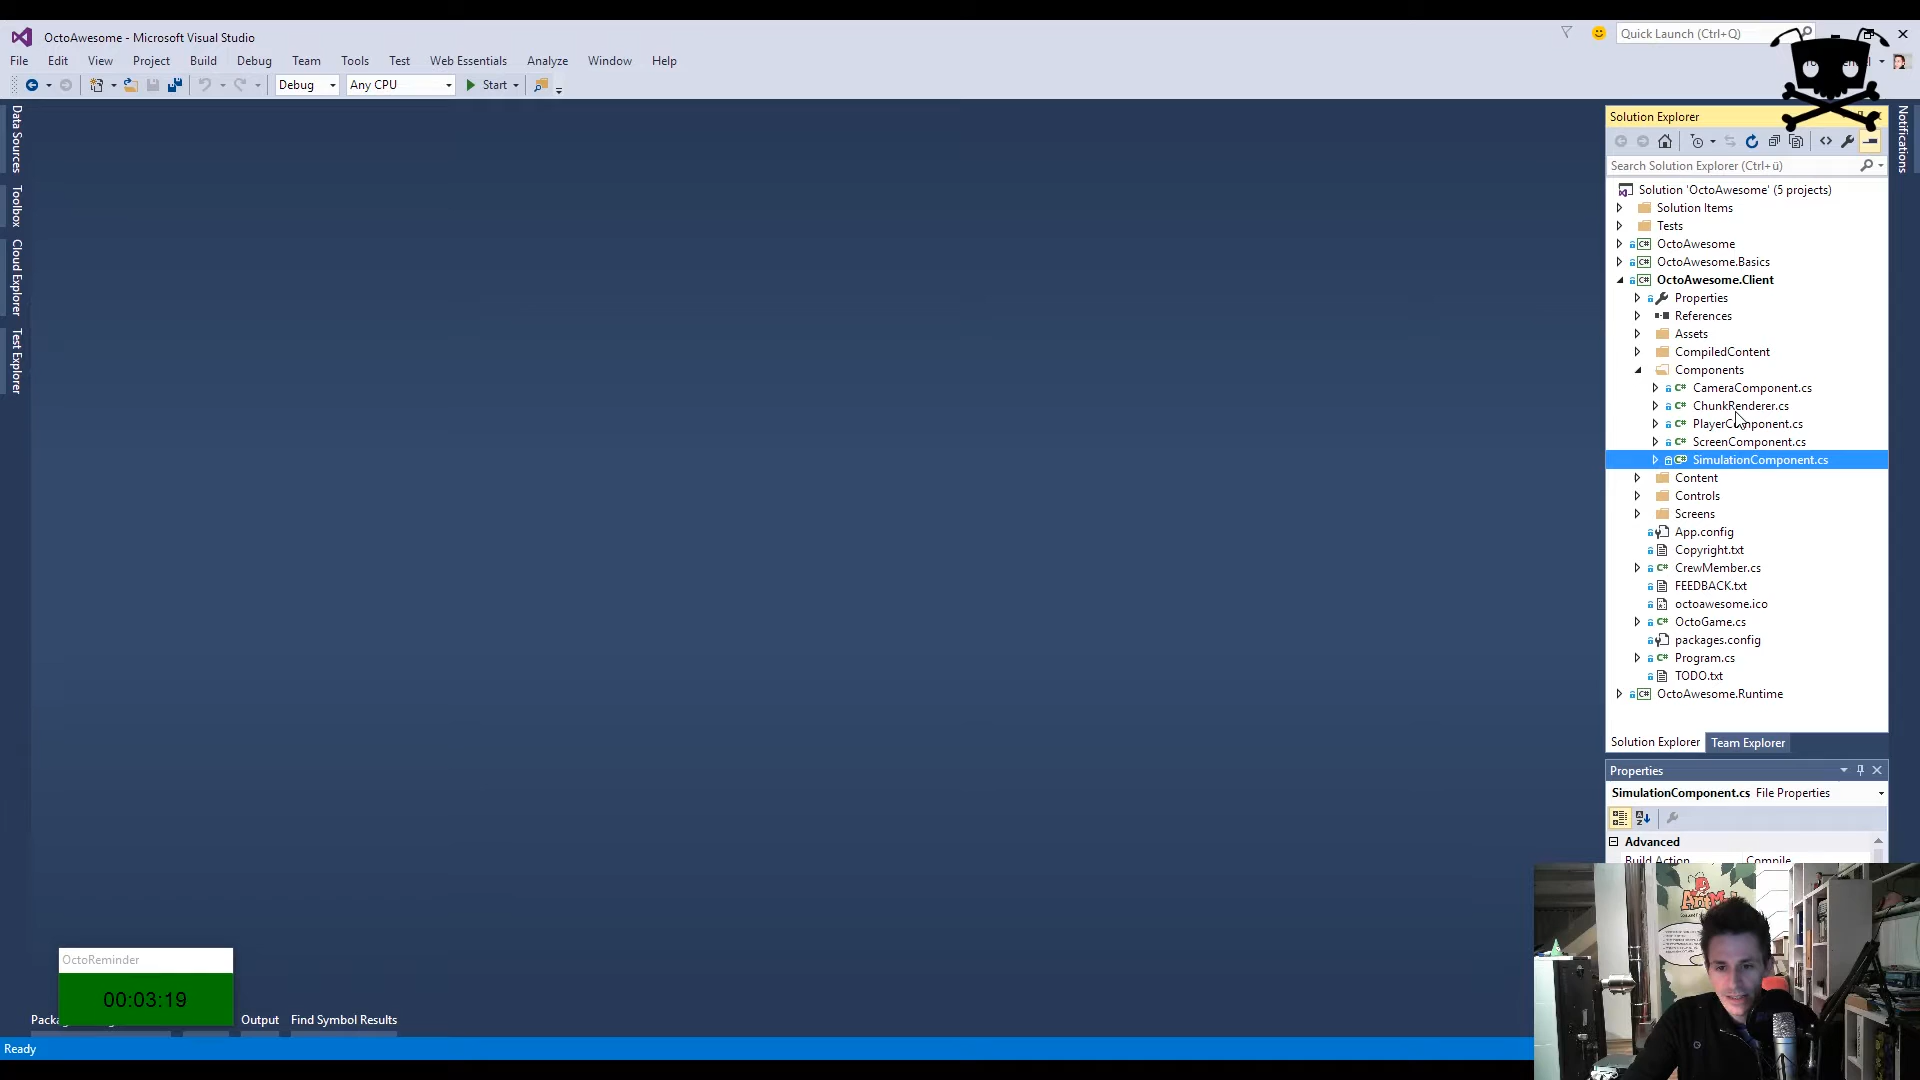 OctoAwesome - Microsoft Visual Studio
Quick Launch (Ctrl+Q)
File Edit View Project Build Debug Team Tools Test Web Essentials Analyze Window Help
Debug Any CPU Start
Data Sources
Toolbox
Cloud Explorer
Test Explorer
Notifications
Solution Explorer
Search Solution Explorer (Ctrl+ü)
Solution 'OctoAwesome' (5 projects)
Solution Items
Tests
C# OctoAwesome
C# OctoAwesome.Basics
C# OctoAwesome.Client
Properties
References
Assets
CompiledContent
Components
C# CameraComponent.cs
C# ChunkRenderer.cs
C# PlayerComponent.cs
C# ScreenComponent.cs
C# SimulationComponent.cs
Content
Controls
Screens
App.config
Copyright.txt
C# CrewMember.cs
FEEDBACK.txt
octoawesome.ico
C# OctoGame.cs
packages.config
C# Program.cs
TODO.txt
C# OctoAwesome.Runtime
Solution Explorer Team Explorer
Properties
SimulationComponent.cs File Properties
Advanced
Build Action Compile
OctoReminder
00:03:19
Output Find Symbol Results
Ready